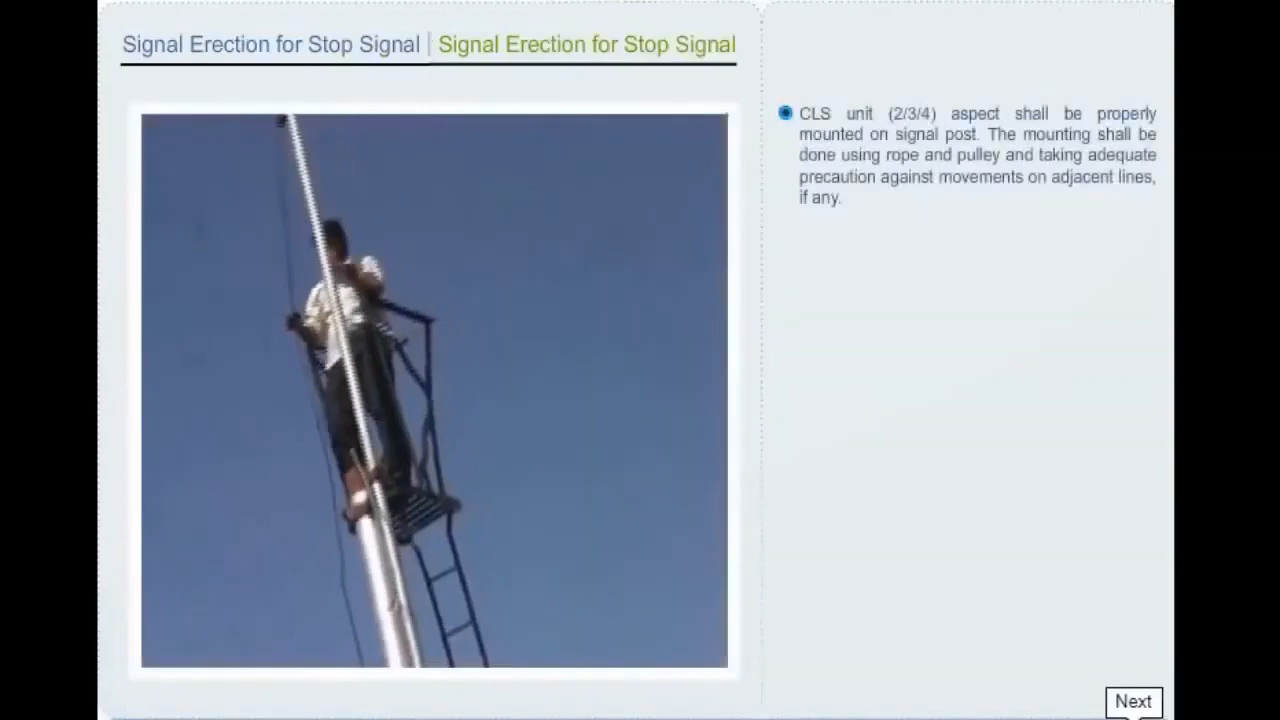 Signal Erection for Stop Signal | Signal Erection for Stop Signal
CLS unit (2/3/4) aspect shall be properly
mounted on signal post. The mounting shall be
done using rope and pulley and taking adequate
precaution against movements on adjacent lines,
if any.
Next